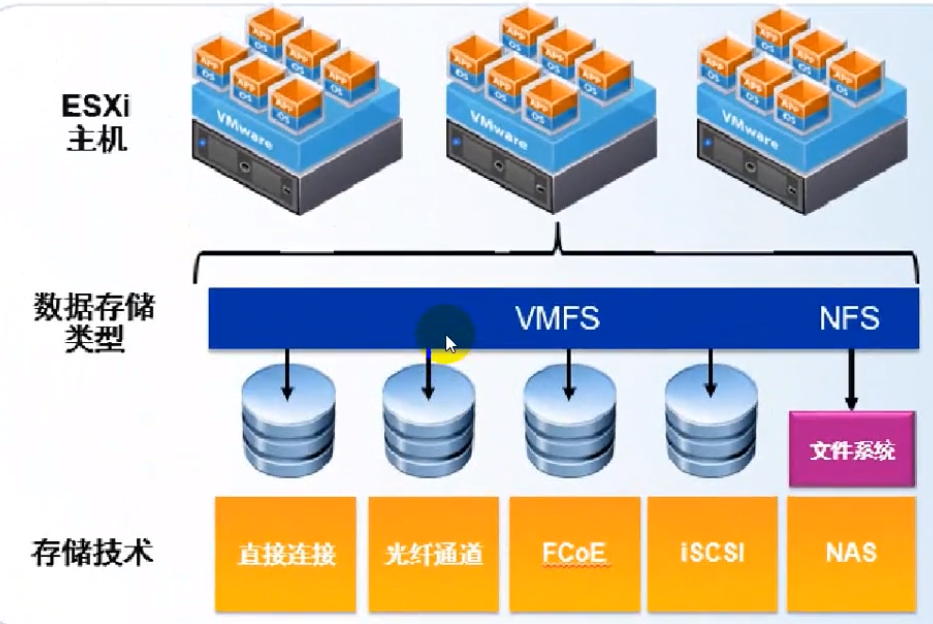 APP
OS
APP
OS
APP
OS
APP
OS
APP
OS
APP
OS
VMware
APP
OS
APP
OS
APP
OS
APP
OS
APP
OS
APP
OS
VMware
APP
OS
APP
OS
APP
OS
APP
OS
APP
OS
APP
OS
VMware
ESXi
主机
数据存储
类型
VMFS
NFS
文件系统
存储技术
直接连接
光纤通道
FCoE
iSCSI
NAS